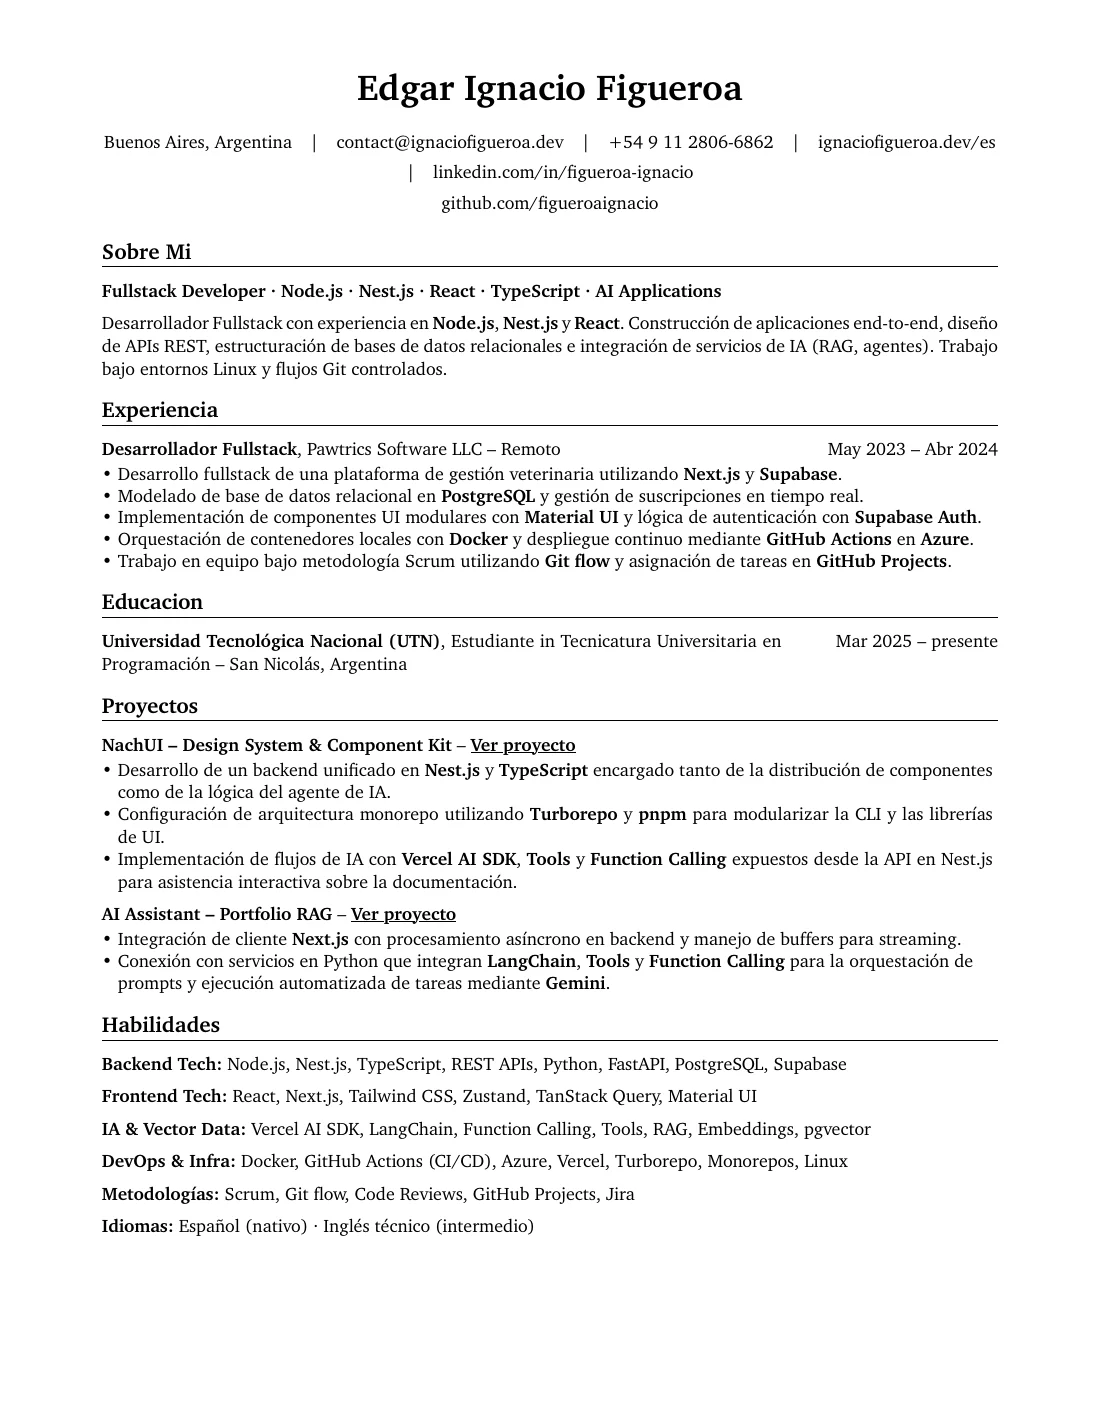 Edgar Ignacio Figueroa
Buenos Aires, Argentina | contact@ignaciofigueroa.dev | +54 9 11 2806-6862 | ignaciofigueroa.dev/es
| linkedin.com/in/figueroa-ignacio
github.com/figueroaignacio
Sobre Mi
Fullstack Developer · Node.js · Nest.js · React · TypeScript · AI Applications
Desarrollador Fullstack con experiencia en Node.js, Nest.js y React. Construcción de aplicaciones end-to-end, diseño
de APIs REST, estructuración de bases de datos relacionales e integración de servicios de IA (RAG, agentes). Trabajo
bajo entornos Linux y flujos Git controlados.
Experiencia
Desarrollador Fullstack, Pawtrics Software LLC – Remoto May 2023 – Abr 2024
• Desarrollo fullstack de una plataforma de gestión veterinaria utilizando Next.js y Supabase.
• Modelado de base de datos relacional en PostgreSQL y gestión de suscripciones en tiempo real.
• Implementación de componentes UI modulares con Material UI y lógica de autenticación con Supabase Auth.
• Orquestación de contenedores locales con Docker y despliegue continuo mediante GitHub Actions en Azure.
• Trabajo en equipo bajo metodología Scrum utilizando Git flow y asignación de tareas en GitHub Projects.
Educacion
Universidad Tecnológica Nacional (UTN), Estudiante in Tecnicatura Universitaria en Mar 2025 – presente
Programación – San Nicolás, Argentina
Proyectos
NachUI – Design System & Component Kit – Ver proyecto
• Desarrollo de un backend unificado en Nest.js y TypeScript encargado tanto de la distribución de componentes
como de la lógica del agente de IA.
• Configuración de arquitectura monorepo utilizando Turborepo y pnpm para modularizar la CLI y las librerías
de UI.
• Implementación de flujos de IA con Vercel AI SDK, Tools y Function Calling expuestos desde la API en Nest.js
para asistencia interactiva sobre la documentación.
AI Assistant – Portfolio RAG – Ver proyecto
• Integración de cliente Next.js con procesamiento asíncrono en backend y manejo de buffers para streaming.
• Conexión con servicios en Python que integran LangChain, Tools y Function Calling para la orquestación de
prompts y ejecución automatizada de tareas mediante Gemini.
Habilidades
Backend Tech: Node.js, Nest.js, TypeScript, REST APIs, Python, FastAPI, PostgreSQL, Supabase
Frontend Tech: React, Next.js, Tailwind CSS, Zustand, TanStack Query, Material UI
IA & Vector Data: Vercel AI SDK, LangChain, Function Calling, Tools, RAG, Embeddings, pgvector
DevOps & Infra: Docker, GitHub Actions (CI/CD), Azure, Vercel, Turborepo, Monorepos, Linux
Metodologías: Scrum, Git flow, Code Reviews, GitHub Projects, Jira
Idiomas: Español (nativo) · Inglés técnico (intermedio)